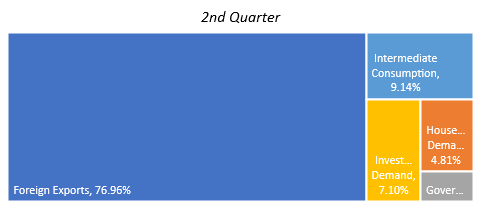 2nd Quarter
Foreign Exports, 76.96%
Intermediate
Consumption,
9.14%
Invest...
Demand,
7.10%
House...
Dema...
4.81%
Gover...